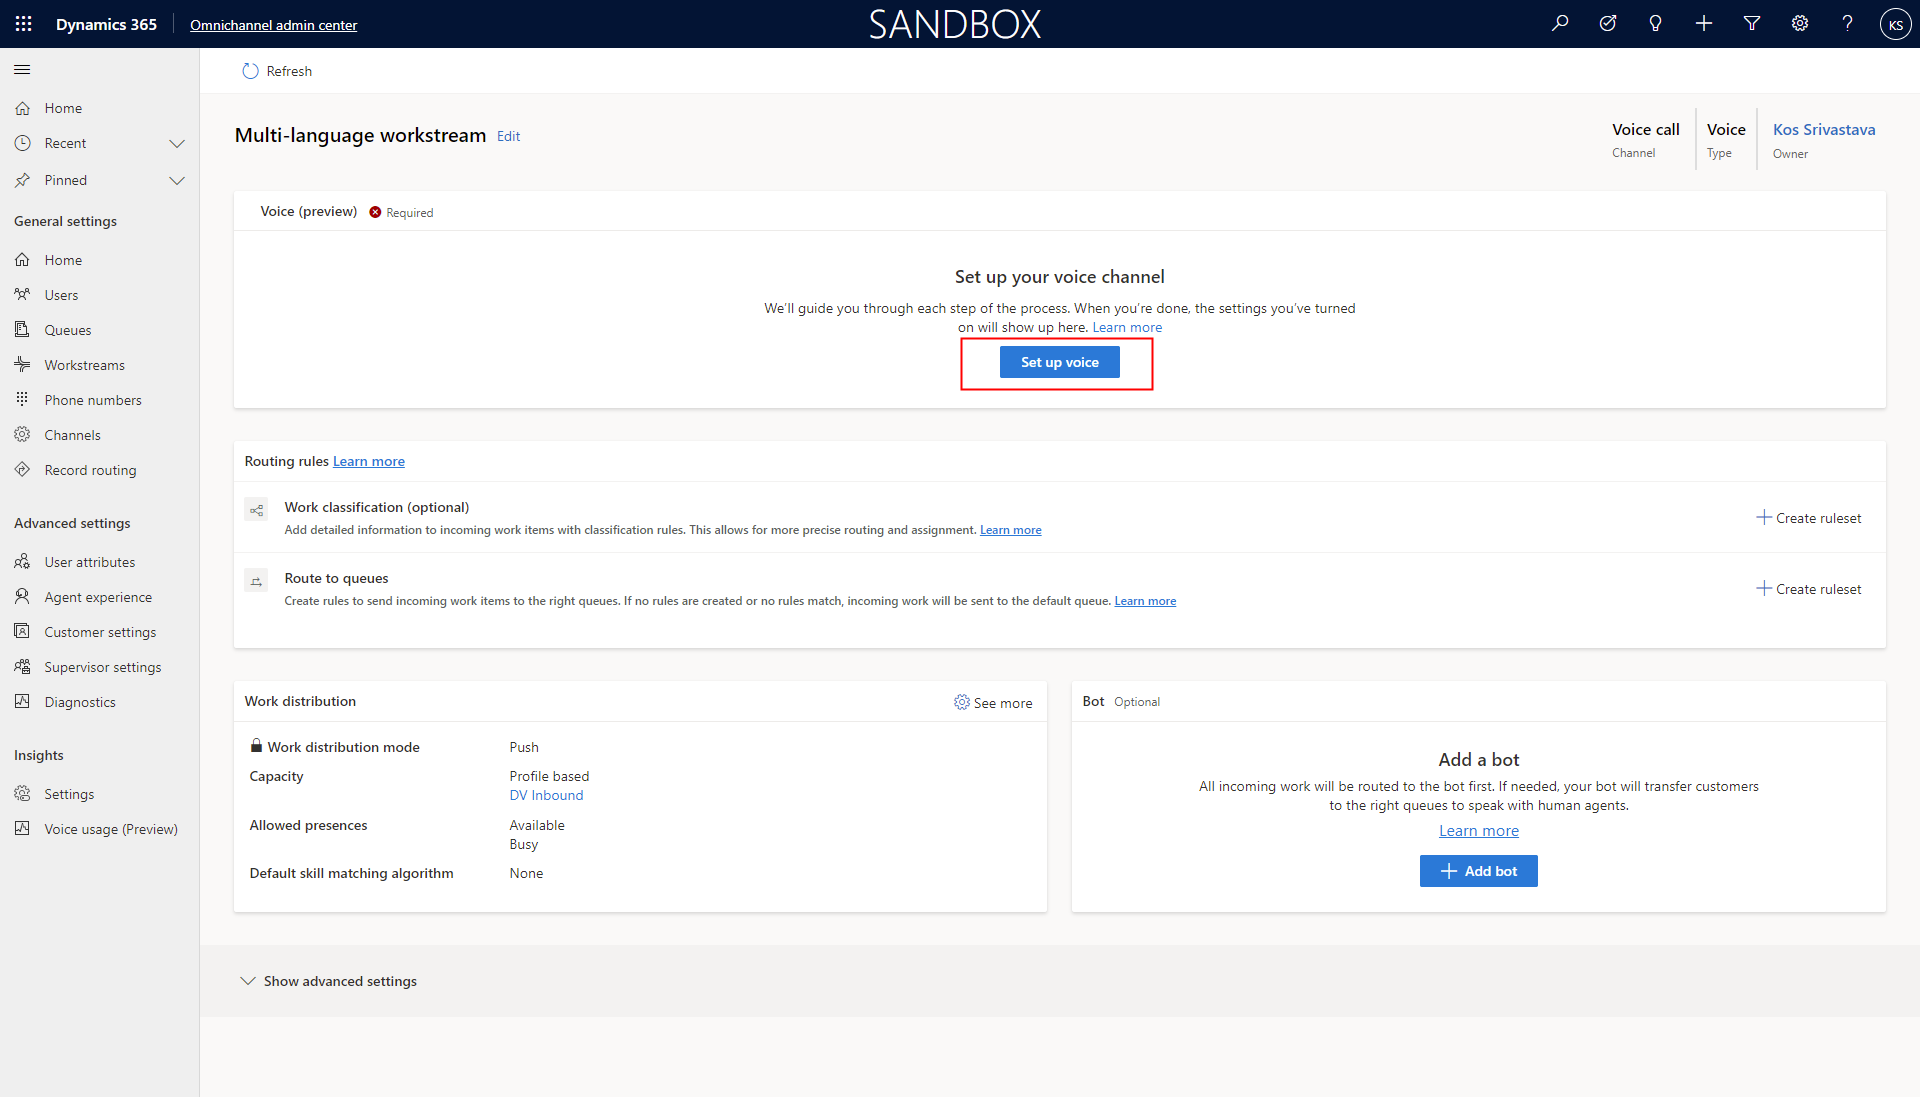 Dynamics 365
Omnichannel admin center
SANDBOX
KS
Refresh
Home
Recent
Pinned
General settings
Home
Users
Queues
Workstreams
Phone numbers
Channels
Record routing
Advanced settings
User attributes
Agent experience
Customer settings
Supervisor settings
Diagnostics
Insights
Settings
Voice usage (Preview)
Multi-language workstream Edit
Voice call
Channel
Voice
Type
Kos Srivastava
Owner
Voice (preview) Required
Set up your voice channel
We'll guide you through each step of the process. When you're done, the settings you've turned
on will show up here. Learn more
Set up voice
Routing rules Learn more
Work classification (optional)
Add detailed information to incoming work items with classification rules. This allows for more precise routing and assignment. Learn more
Create ruleset
Route to queues
Create rules to send incoming work items to the right queues. If no rules are created or no rules match, incoming work will be sent to the default queue. Learn more
Create ruleset
Work distribution
See more
Work distribution mode Push
Capacity Profile based
DV Inbound
Allowed presences Available
Busy
Default skill matching algorithm None
Bot Optional
Add a bot
All incoming work will be routed to the bot first. If needed, your bot will transfer customers
to the right queues to speak with human agents.
Learn more
Add bot
Show advanced settings